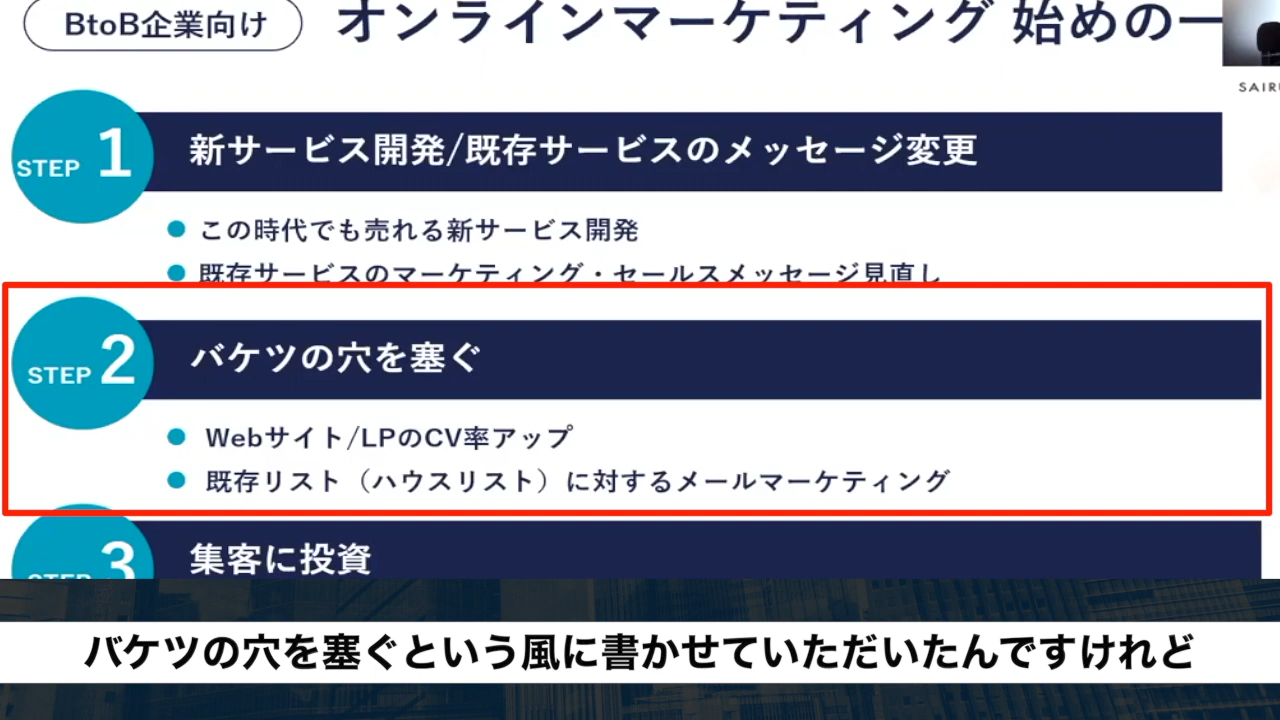 BtoB企業向け オンラインマーケティング 始めの一
SAIRU
STEP 1 新サービス開発/既存サービスのメッセージ変更
この時代でも売れる新サービス開発
既存サービスのマーケティング・セールスメッセージ見直し
STEP 2 バケツの穴を塞ぐ
Webサイト/LPのCV率アップ
既存リスト（ハウスリスト）に対するメールマーケティング
STEP 3 集客に投資
バケツの穴を塞ぐという風に書かせていただいたんですけれど